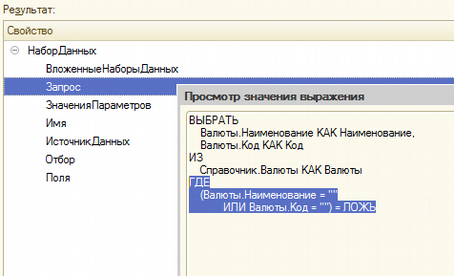 Результат:
Свойство
НаборДанных
ВложенныеНаборыДанных
Запрос
ЗначенияПараметров
Имя
ИсточникДанных
Отбор
Поля
Просмотр значения выражения
ВЫБРАТЬ
Валюты.Наименование КАК Наименование,
Валюты.Код КАК Код
ИЗ
Справочник.Валюты КАК Валюты
ГДЕ
(Валюты.Наименование = ""
ИЛИ Валюты.Код = "") = ЛОЖЬ